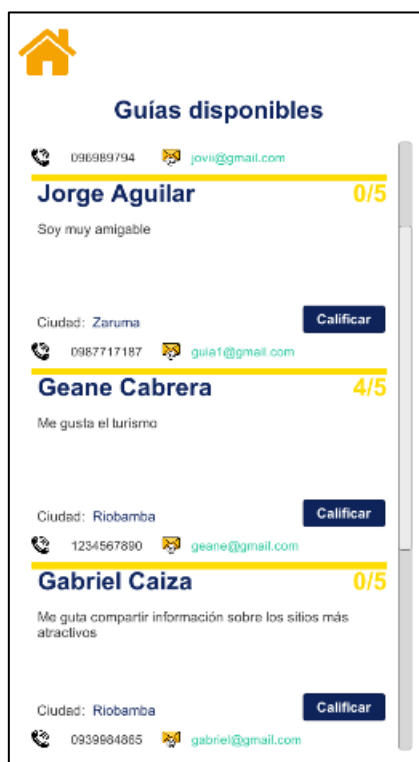 Guías disponibles
096989794 jovii@gmail.com
Jorge Aguilar 0/5
Soy muy amigable
Ciudad: Zaruma Calificar
0987717187 guia1@gmail.com
Geane Cabrera 4/5
Me gusta el turismo
Ciudad: Riobamba Calificar
1234567890 geane@gmail.com
Gabriel Caiza 0/5
Me guta compartir información sobre los sitios más
atractivos
Ciudad: Riobamba Calificar
0939984865 gabriel@gmail.com